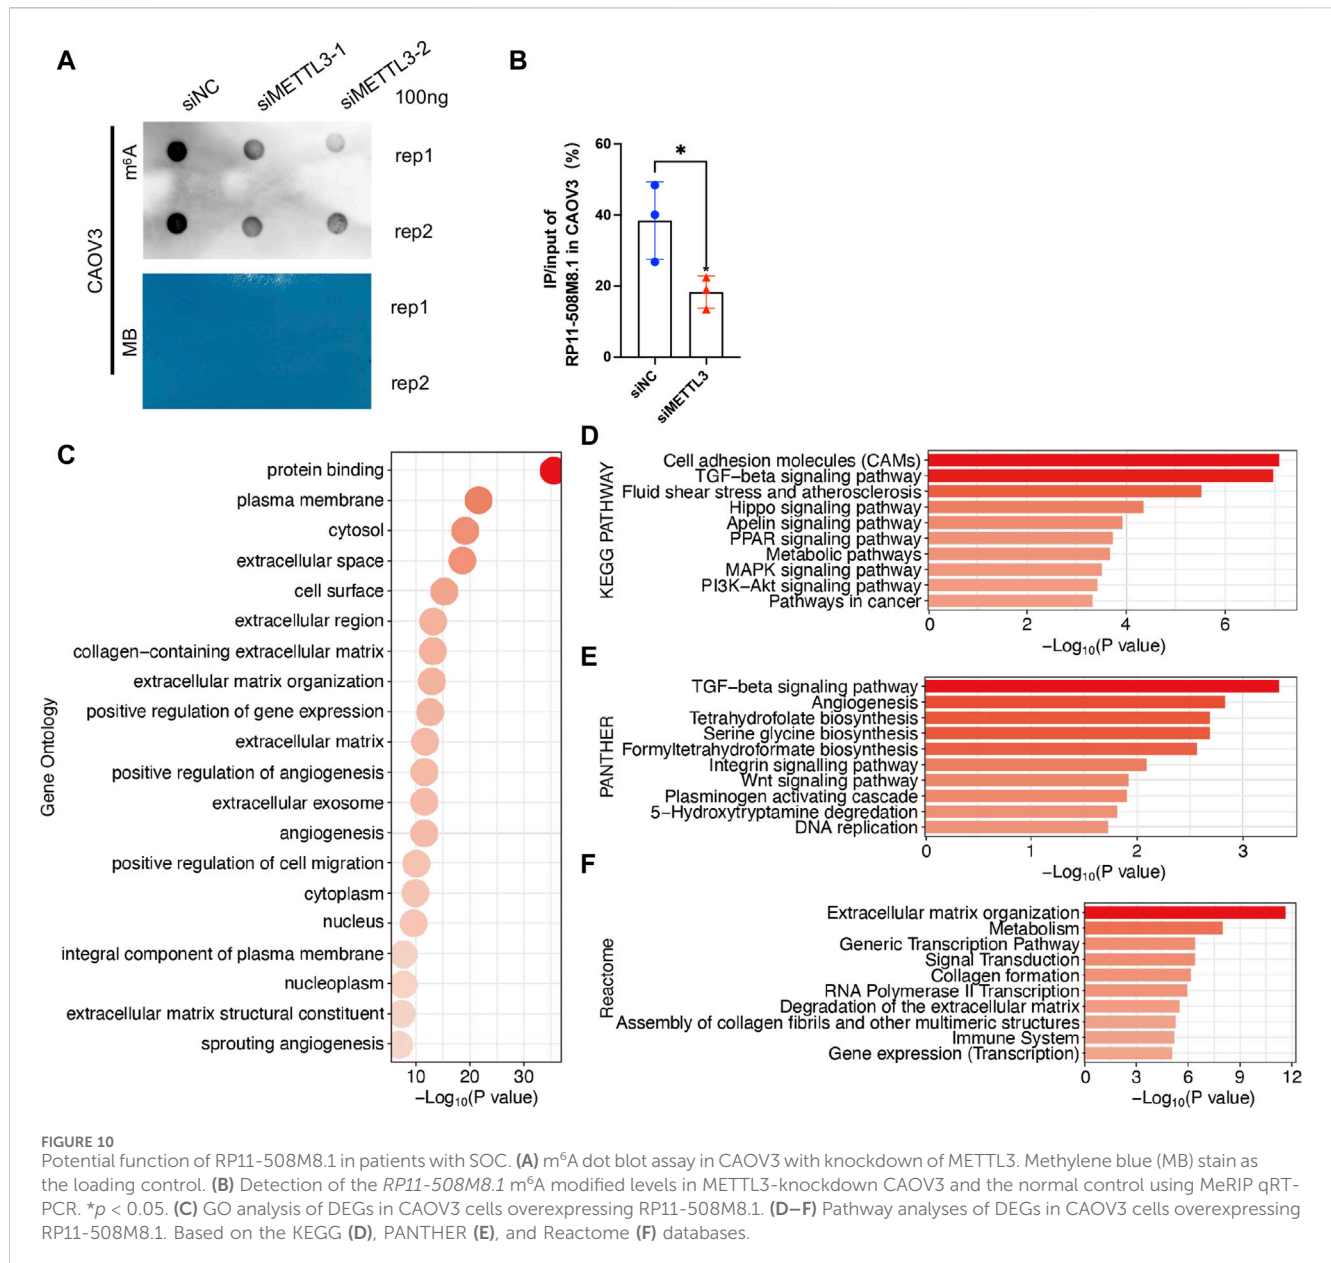 A
siNC
siMETTL3-1
siMETTL3-2
100ng
CAOV3
m⁶A
rep1
rep2
MB
rep1
rep2
B
IP/input of
RP11-508M8.1 in CAOV3 (%)
60
40
20
0
*
*
siNC
siMETTL3
C
Gene Ontology
protein binding
plasma membrane
cytosol
extracellular space
cell surface
extracellular region
collagen−containing extracellular matrix
extracellular matrix organization
positive regulation of gene expression
extracellular matrix
positive regulation of angiogenesis
extracellular exosome
angiogenesis
positive regulation of cell migration
cytoplasm
nucleus
integral component of plasma membrane
nucleoplasm
extracellular matrix structural constituent
sprouting angiogenesis
10 20 30
−Log₁₀(P value)
D
KEGG PATHWAY
Cell adhesion molecules (CAMs)
TGF−beta signaling pathway
Fluid shear stress and atherosclerosis
Hippo signaling pathway
Apelin signaling pathway
PPAR signaling pathway
Metabolic pathways
MAPK signaling pathway
PI3K−Akt signaling pathway
Pathways in cancer
0 2 4 6
−Log₁₀(P value)
E
PANTHER
TGF−beta signaling pathway
Angiogenesis
Tetrahydrofolate biosynthesis
Serine glycine biosynthesis
Formyltetrahydroformate biosynthesis
Integrin signalling pathway
Wnt signaling pathway
Plasminogen activating cascade
5−Hydroxytryptamine degredation
DNA replication
0 1 2 3
−Log₁₀(P value)
F
Reactome
Extracellular matrix organization
Metabolism
Generic Transcription Pathway
Signal Transduction
Collagen formation
RNA Polymerase II Transcription
Degradation of the extracellular matrix
Assembly of collagen fibrils and other multimeric structures
Immune System
Gene expression (Transcription)
0 3 6 9 12
−Log₁₀(P value)
FIGURE 10
Potential function of RP11-508M8.1 in patients with SOC. (A) m⁶A dot blot assay in CAOV3 with knockdown of METTL3. Methylene blue (MB) stain as
the loading control. (B) Detection of the RP11-508M8.1 m⁶A modified levels in METTL3-knockdown CAOV3 and the normal control using MeRIP qRT-
PCR. *p < 0.05. (C) GO analysis of DEGs in CAOV3 cells overexpressing RP11-508M8.1. (D–F) Pathway analyses of DEGs in CAOV3 cells overexpressing
RP11-508M8.1. Based on the KEGG (D), PANTHER (E), and Reactome (F) databases.